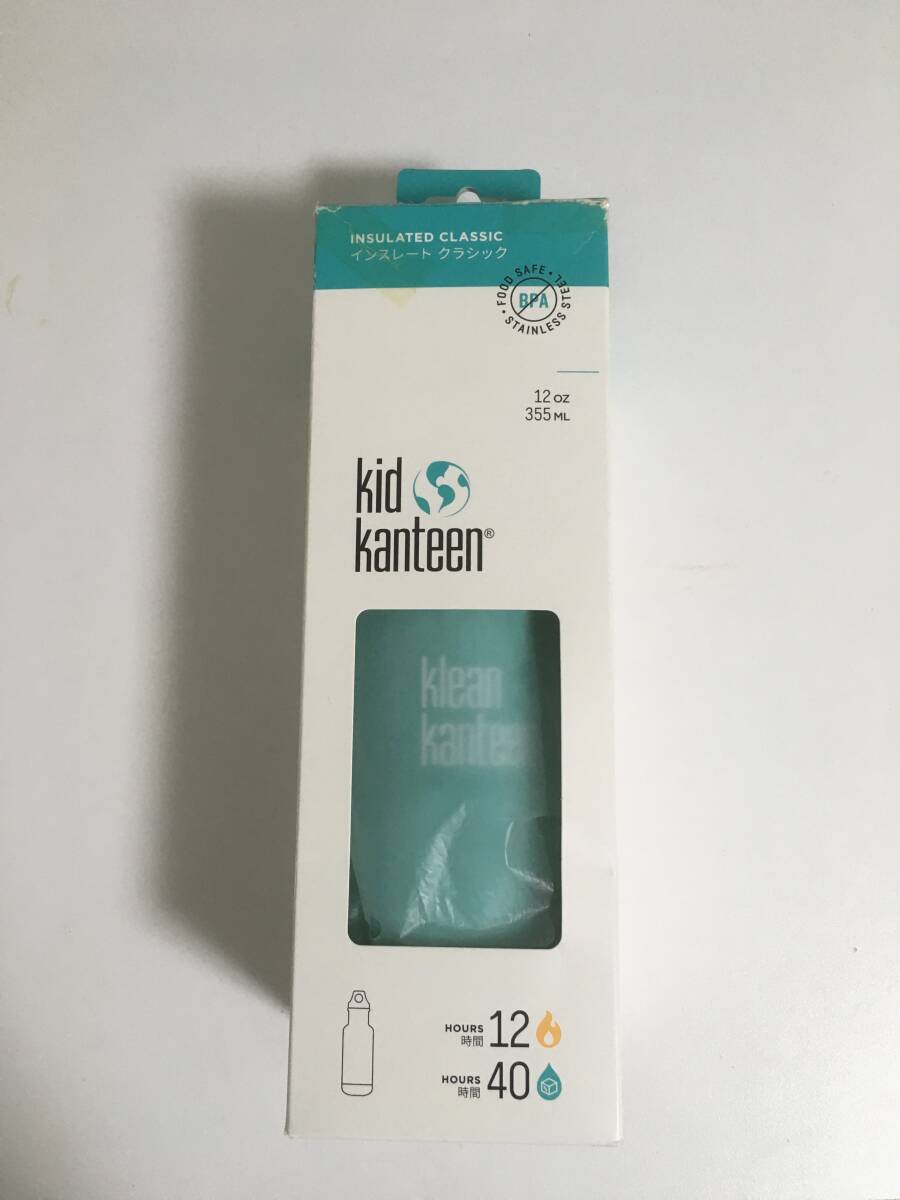 INSULATED CLASSIC
インスレート クラシック
• FOOD SAFE •
BPA
STAINLESS STEEL
12 oz
355 ML
kid
kanteen®
klean
kanteen
HOURS 12
時間
HOURS 40
時間